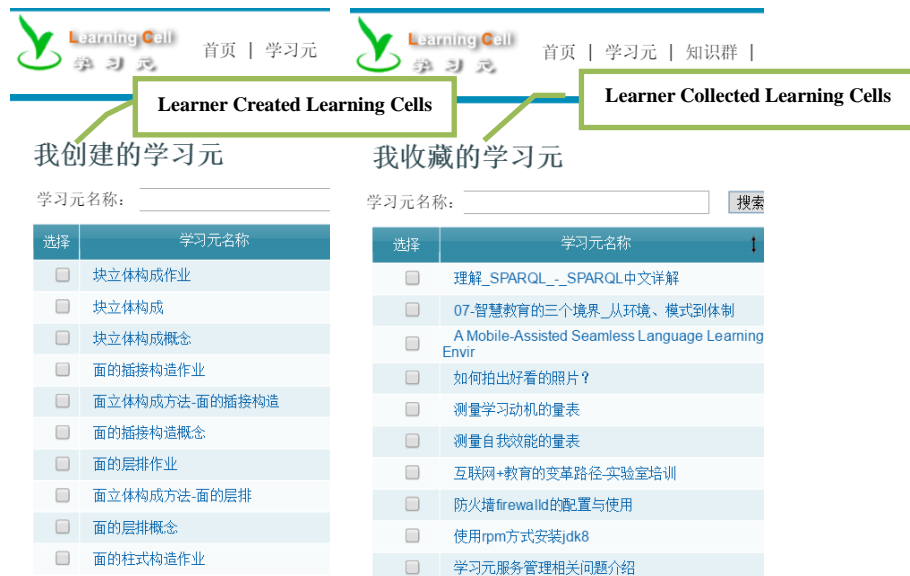 Learning Cell
学习元
首页 | 学习元
Learner Created Learning Cells
我创建的学习元
学习元名称：
选择 学习元名称
块立体构成作业
块立体构成
块立体构成概念
面的插接构造作业
面立体构成方法-面的插接构造
面的插接构造概念
面的层排作业
面立体构成方法-面的层排
面的层排概念
面的柱式构造作业
Learning Cell
学习元
首页 | 学习元 | 知识群 |
Learner Collected Learning Cells
我收藏的学习元
学习元名称：
搜索
选择 学习元名称
理解_SPARQL_-_SPARQL中文详解
07-智慧教育的三个境界_从环境、模式到体制
A Mobile-Assisted Seamless Language Learning
Envir
如何拍出好看的照片？
测量学习动机的量表
测量自我效能的量表
互联网+教育的变革路径-实验室培训
防火墙firewalld的配置与使用
使用rpm方式安装jdk8
学习元服务管理相关问题介绍